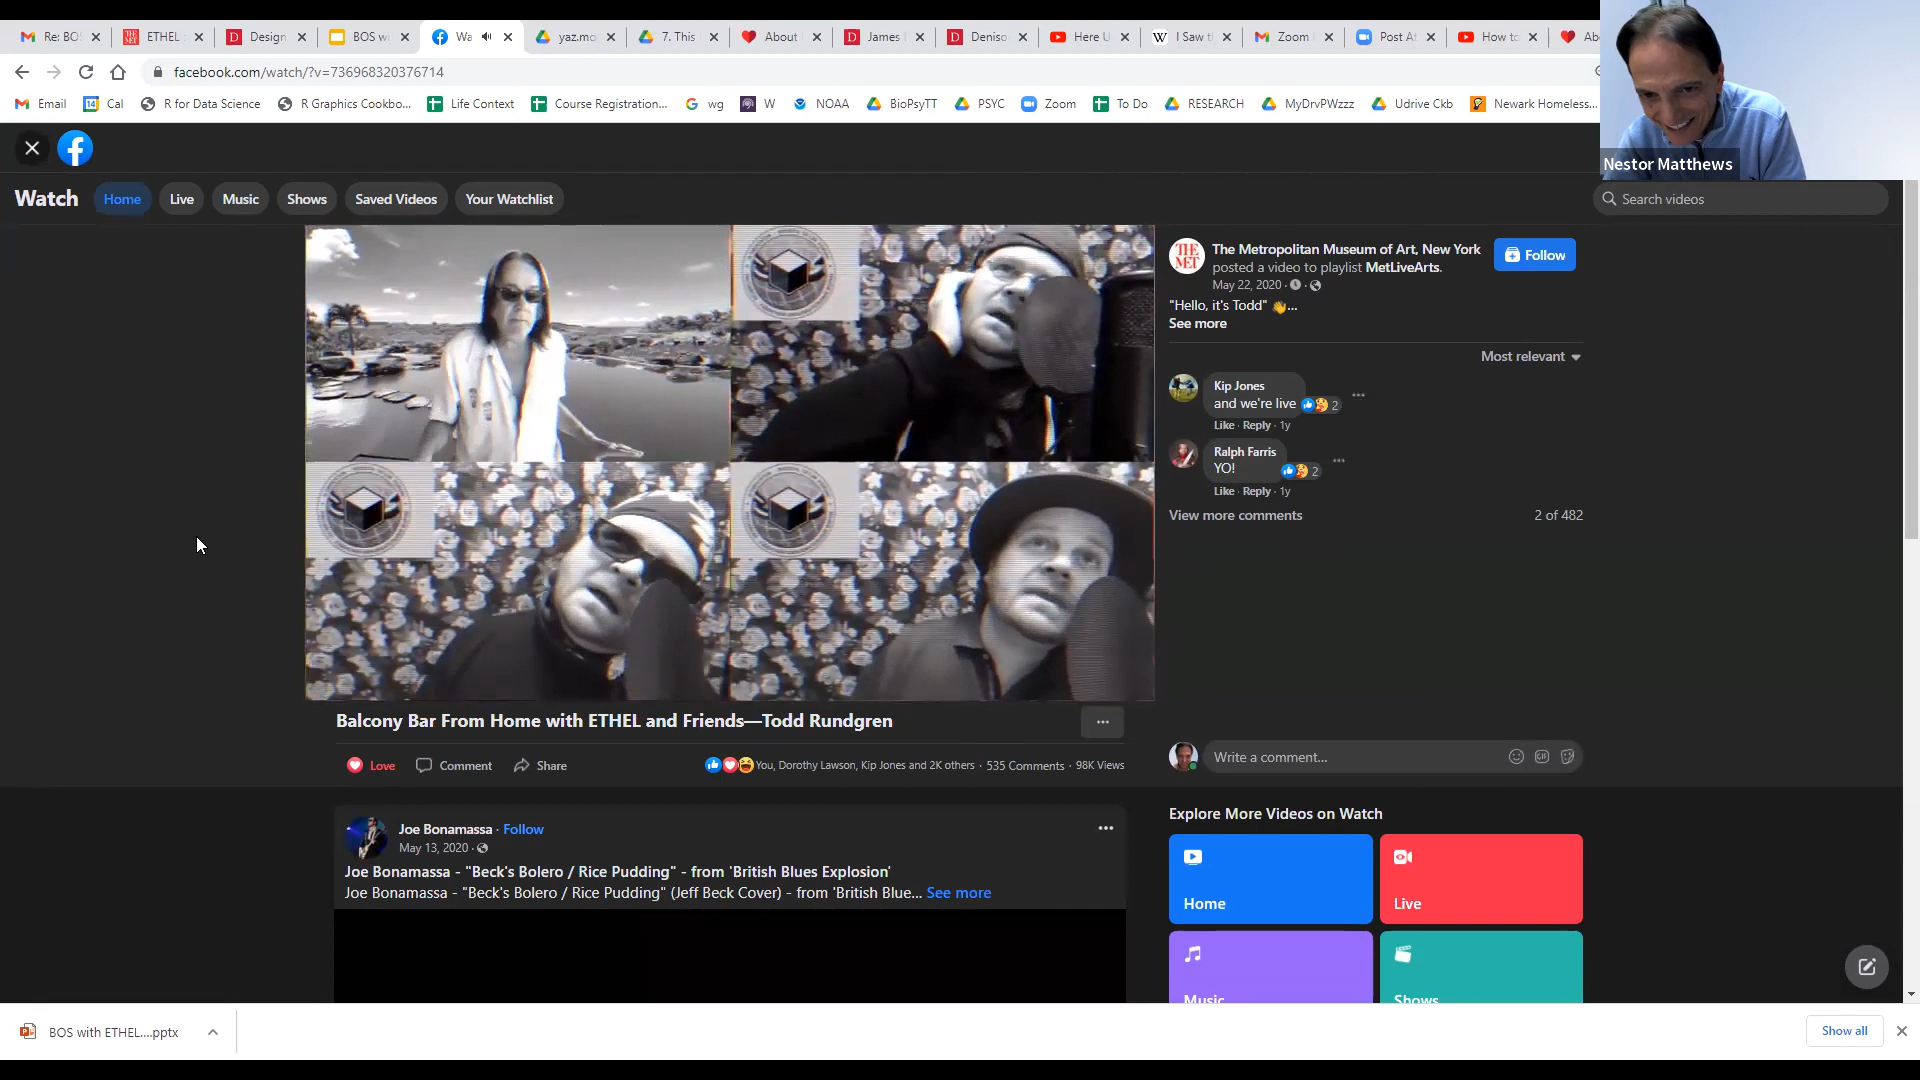 Re: BO
ETHEL
Design
BOS w
Wa
yaz.mo
7. This
About
James
Deniso
Here U
I Saw t
Zoom
Post A
How to
Ab
facebook.com/watch/?v=736968320376714
Email
Cal
R for Data Science
R Graphics Cookbo...
Life Context
Course Registration...
wg
W
NOAA
BioPsyTT
PSYC
Zoom
To Do
RESEARCH
MyDrvPWzzz
Udrive Ckb
Newark Homeless...
Nestor Matthews
Watch
Home
Live
Music
Shows
Saved Videos
Your Watchlist
Search videos
THE MET
The Metropolitan Museum of Art, New York
posted a video to playlist MetLiveArts.
May 22, 2020 ·
Follow
"Hello, it's Todd" 👋...
See more
Most relevant
Kip Jones
and we're live
2
Like · Reply · 1y
Ralph Farris
YO!
2
Like · Reply · 1y
View more comments
2 of 482
Balcony Bar From Home with ETHEL and Friends—Todd Rundgren
...
Love
Comment
Share
You, Dorothy Lawson, Kip Jones and 2K others · 535 Comments · 98K Views
Write a comment...
Joe Bonamassa · Follow
May 13, 2020 ·
Joe Bonamassa - "Beck's Bolero / Rice Pudding" - from 'British Blues Explosion'
Joe Bonamassa - "Beck's Bolero / Rice Pudding" (Jeff Beck Cover) - from 'British Blue... See more
Explore More Videos on Watch
Home
Live
Music
Shows
BOS with ETHEL....pptx
Show all